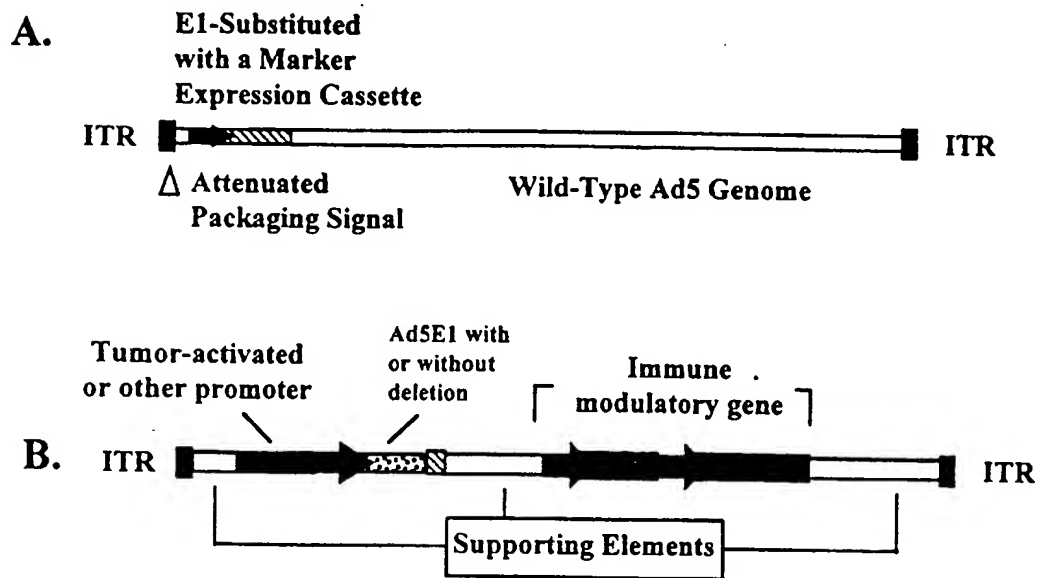 A.
E1-Substituted
with a Marker
Expression Cassette
ITR
ITR
Δ Attenuated
Packaging Signal
Wild-Type Ad5 Genome
Tumor-activated
or other promoter
Ad5E1 with
or without
deletion
Immune
modulatory gene
B.
ITR
ITR
Supporting Elements